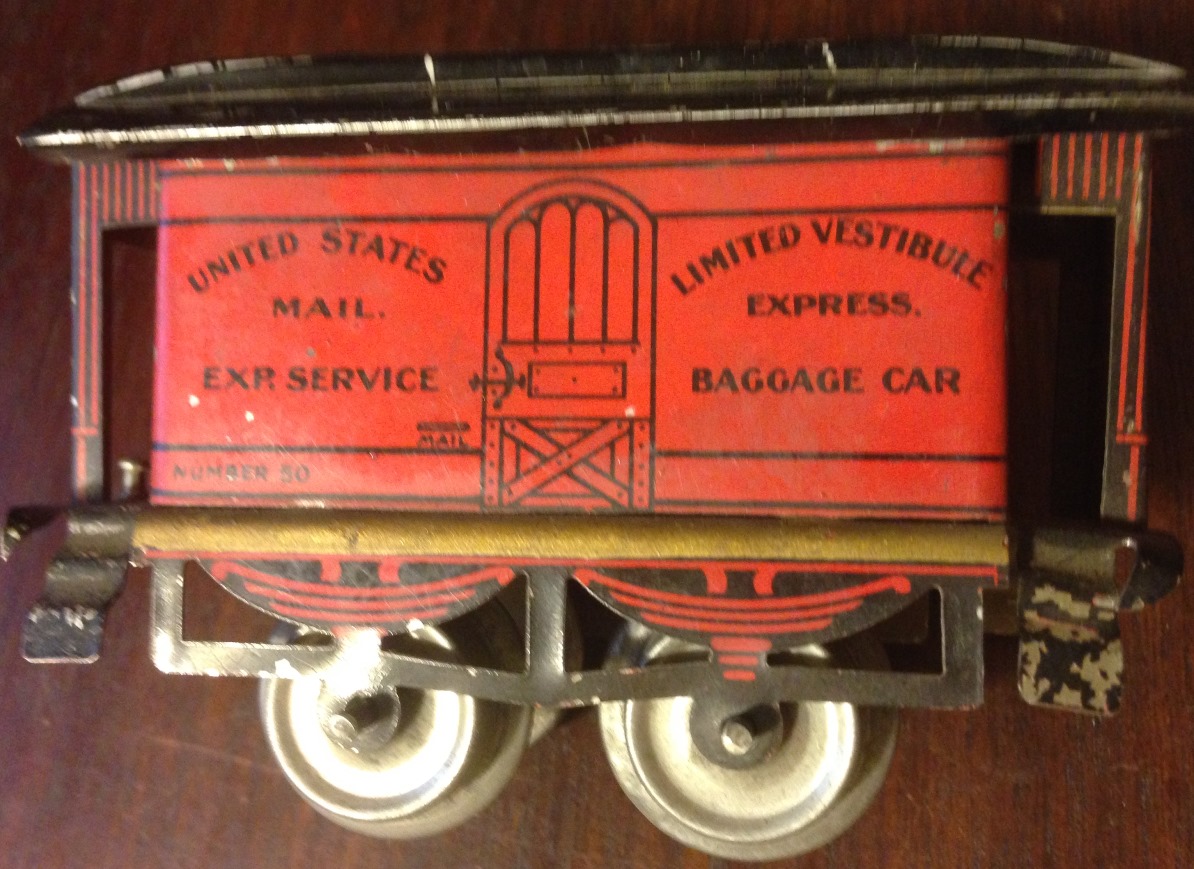 UNITED STATES
MAIL.
EXP. SERVICE
MAIL
NUMBER 50
LIMITED VESTIBULE
EXPRESS.
BAGGAGE CAR